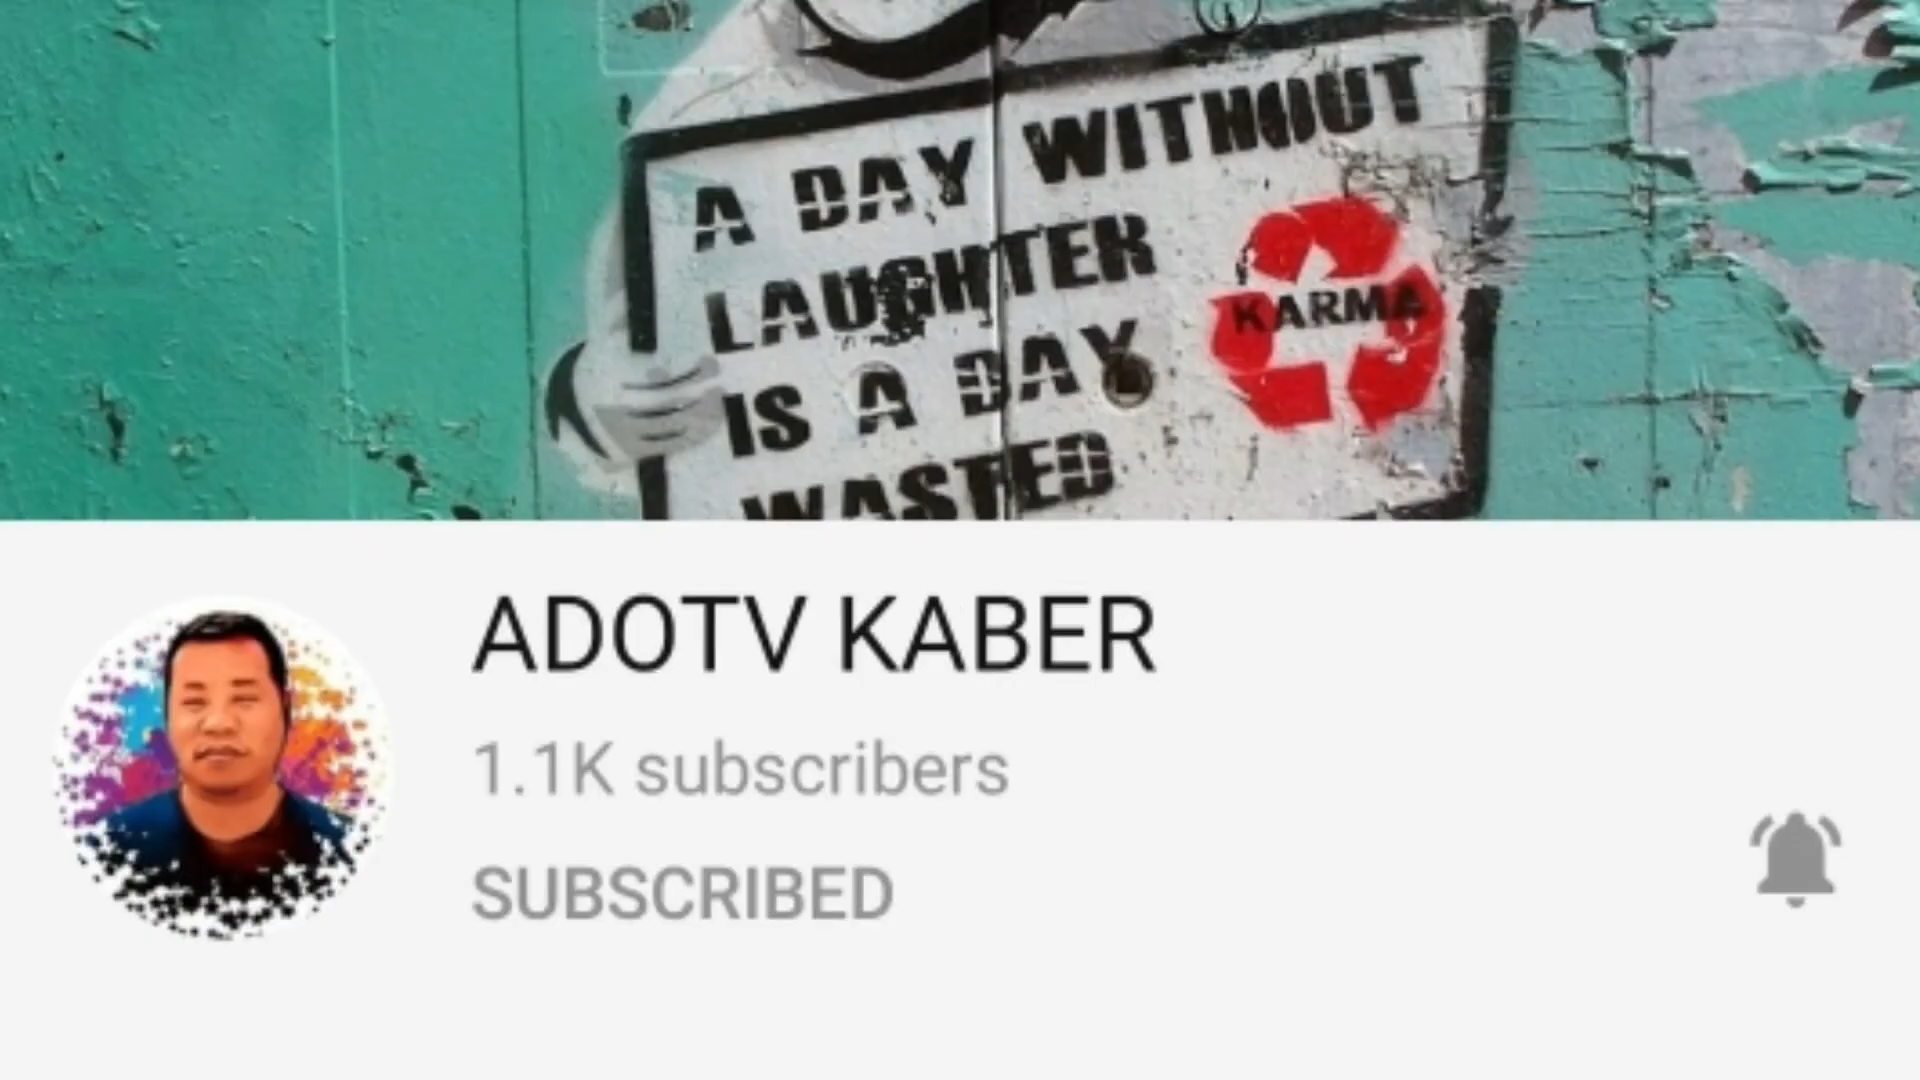 A DAY WITHOUT
LAUGHTER
IS A DAY
WASTED
KARMA
ADOTV KABER
1.1K subscribers
SUBSCRIBED